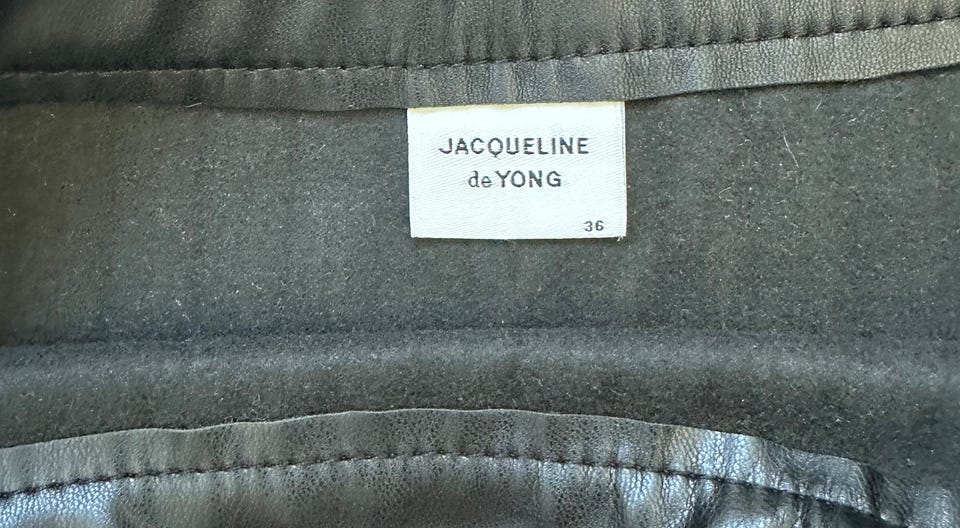 JACQUELINE
de YONG
36